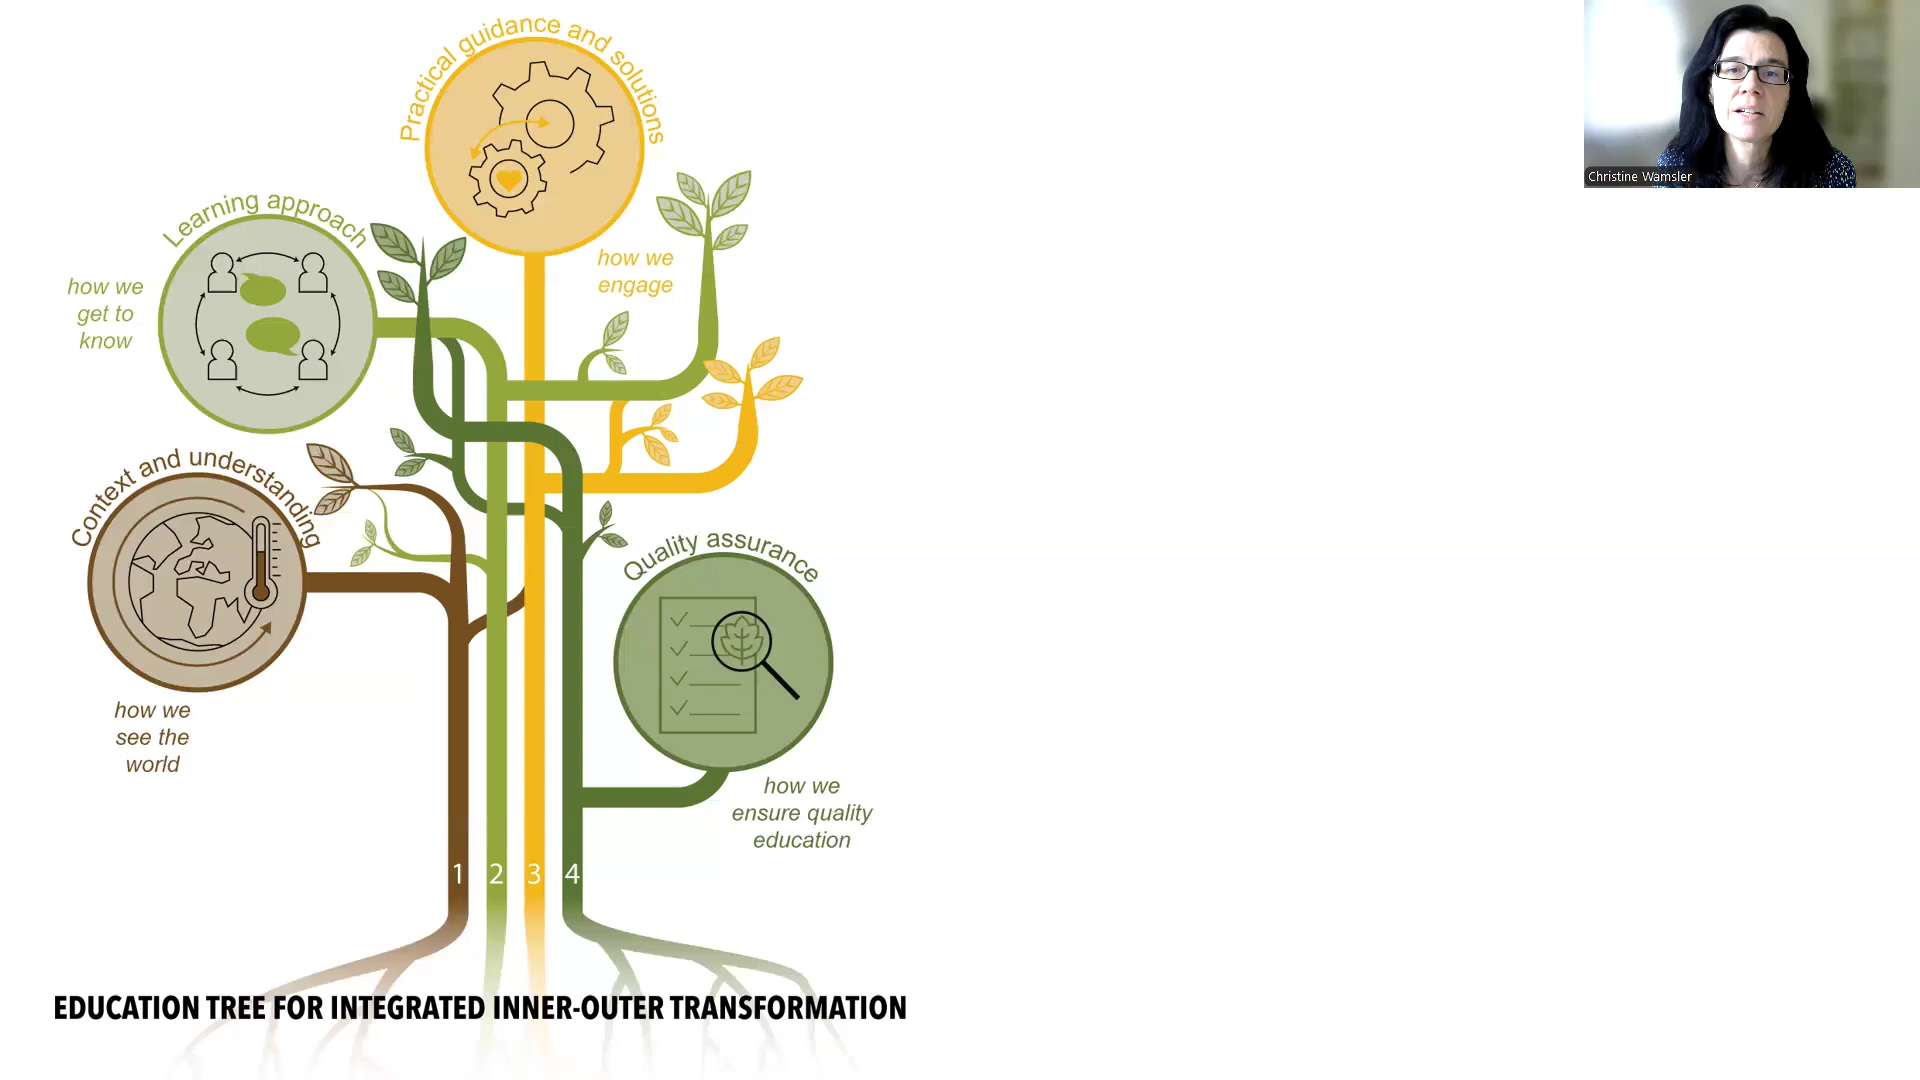 Practical guidance and solutions
how we
engage
Learning approach
how we
get to
know
Context and understanding
how we
see the
world
Quality assurance
how we
ensure quality
education
1 2 3 4
EDUCATION TREE FOR INTEGRATED INNER-OUTER TRANSFORMATION
Christine Wamsler